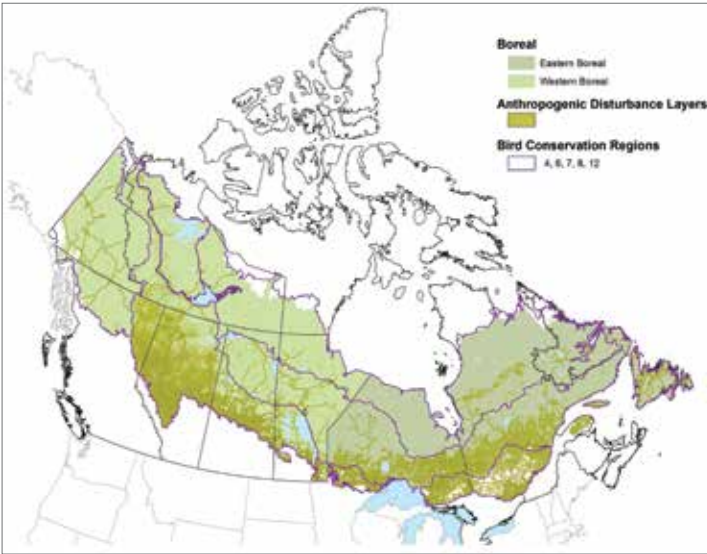 Boreal
Eastern Boreal
Western Boreal
Anthropogenic Disturbance Layers
Bird Conservation Regions
4, 6, 7, 8, 12